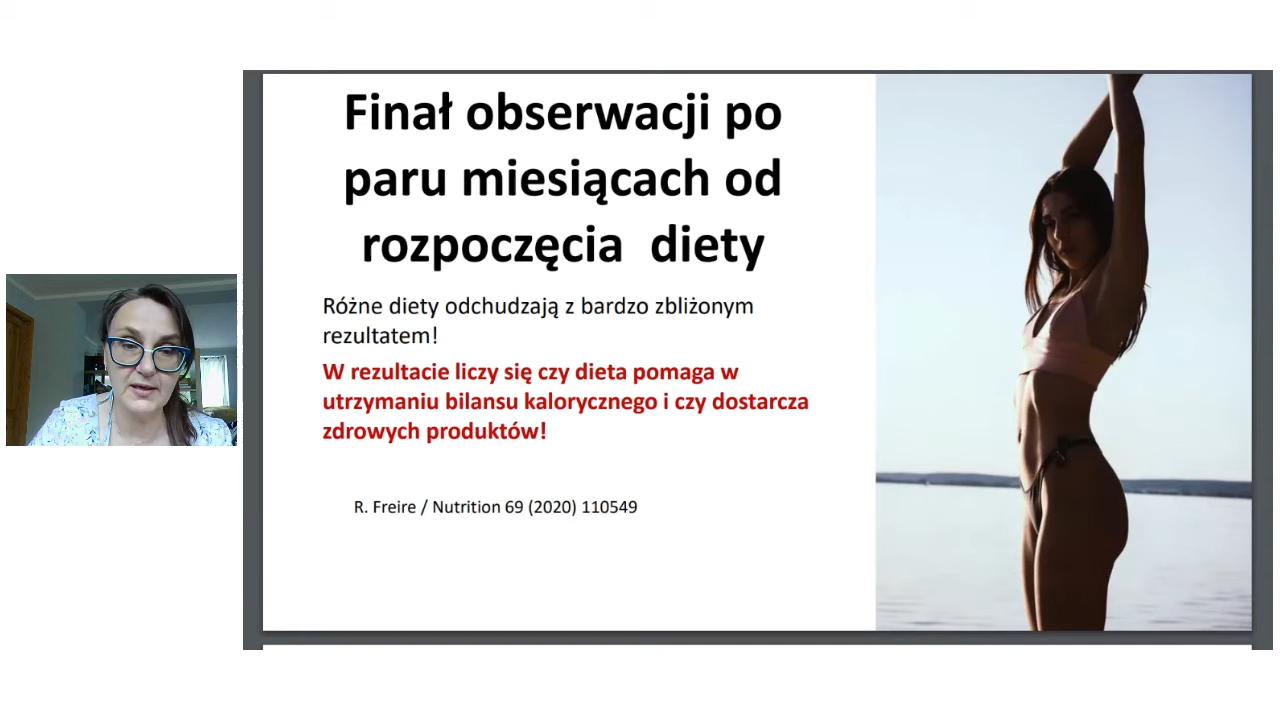 Finał obserwacji po
paru miesiącach od
rozpoczęcia  diety
Różne diety odchudzają z bardzo zbliżonym
rezultatem!
W rezultacie liczy się czy dieta pomaga w
utrzymaniu bilansu kalorycznego i czy dostarcza
zdrowych produktów!
R. Freire / Nutrition 69 (2020) 110549